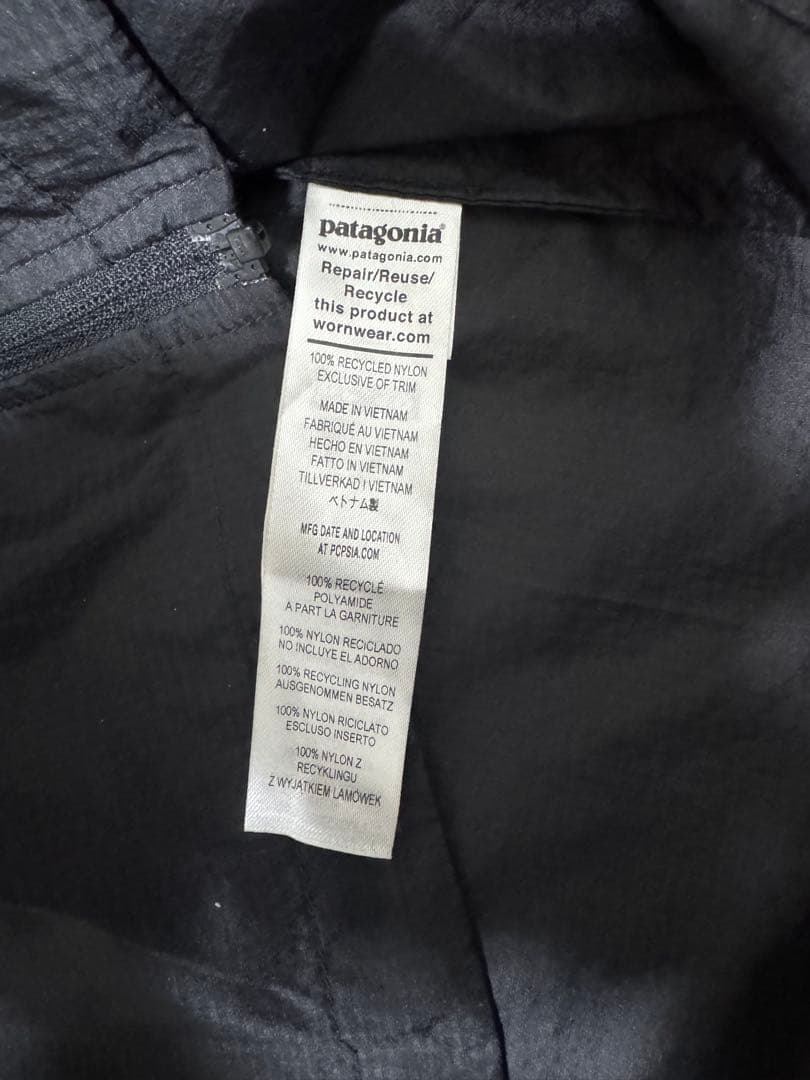 patagonia®
www.patagonia.com
Repair/Reuse/
Recycle
this product at
wornwear.com
100% RECYCLED NYLON
EXCLUSIVE OF TRIM
MADE IN VIETNAM
FABRIQUÉ AU VIETNAM
HECHO EN VIETNAM
FATTO IN VIETNAM
TILLVERKAD I VIETNAM
ベトナム製
MFG DATE AND LOCATION
AT PCPSIA.COM
100% RECYCLÉ
POLYAMIDE
A PART LA GARNITURE
100% NYLON RECICLADO
NO INCLUYE EL ADORNO
100% RECYCLING NYLON
AUSGENOMMEN BESATZ
100% NYLON RICICLATO
ESCLUSO INSERTO
100% NYLON Z
RECYKLINGU
Z WYJĄTKIEM LAMÓWEK